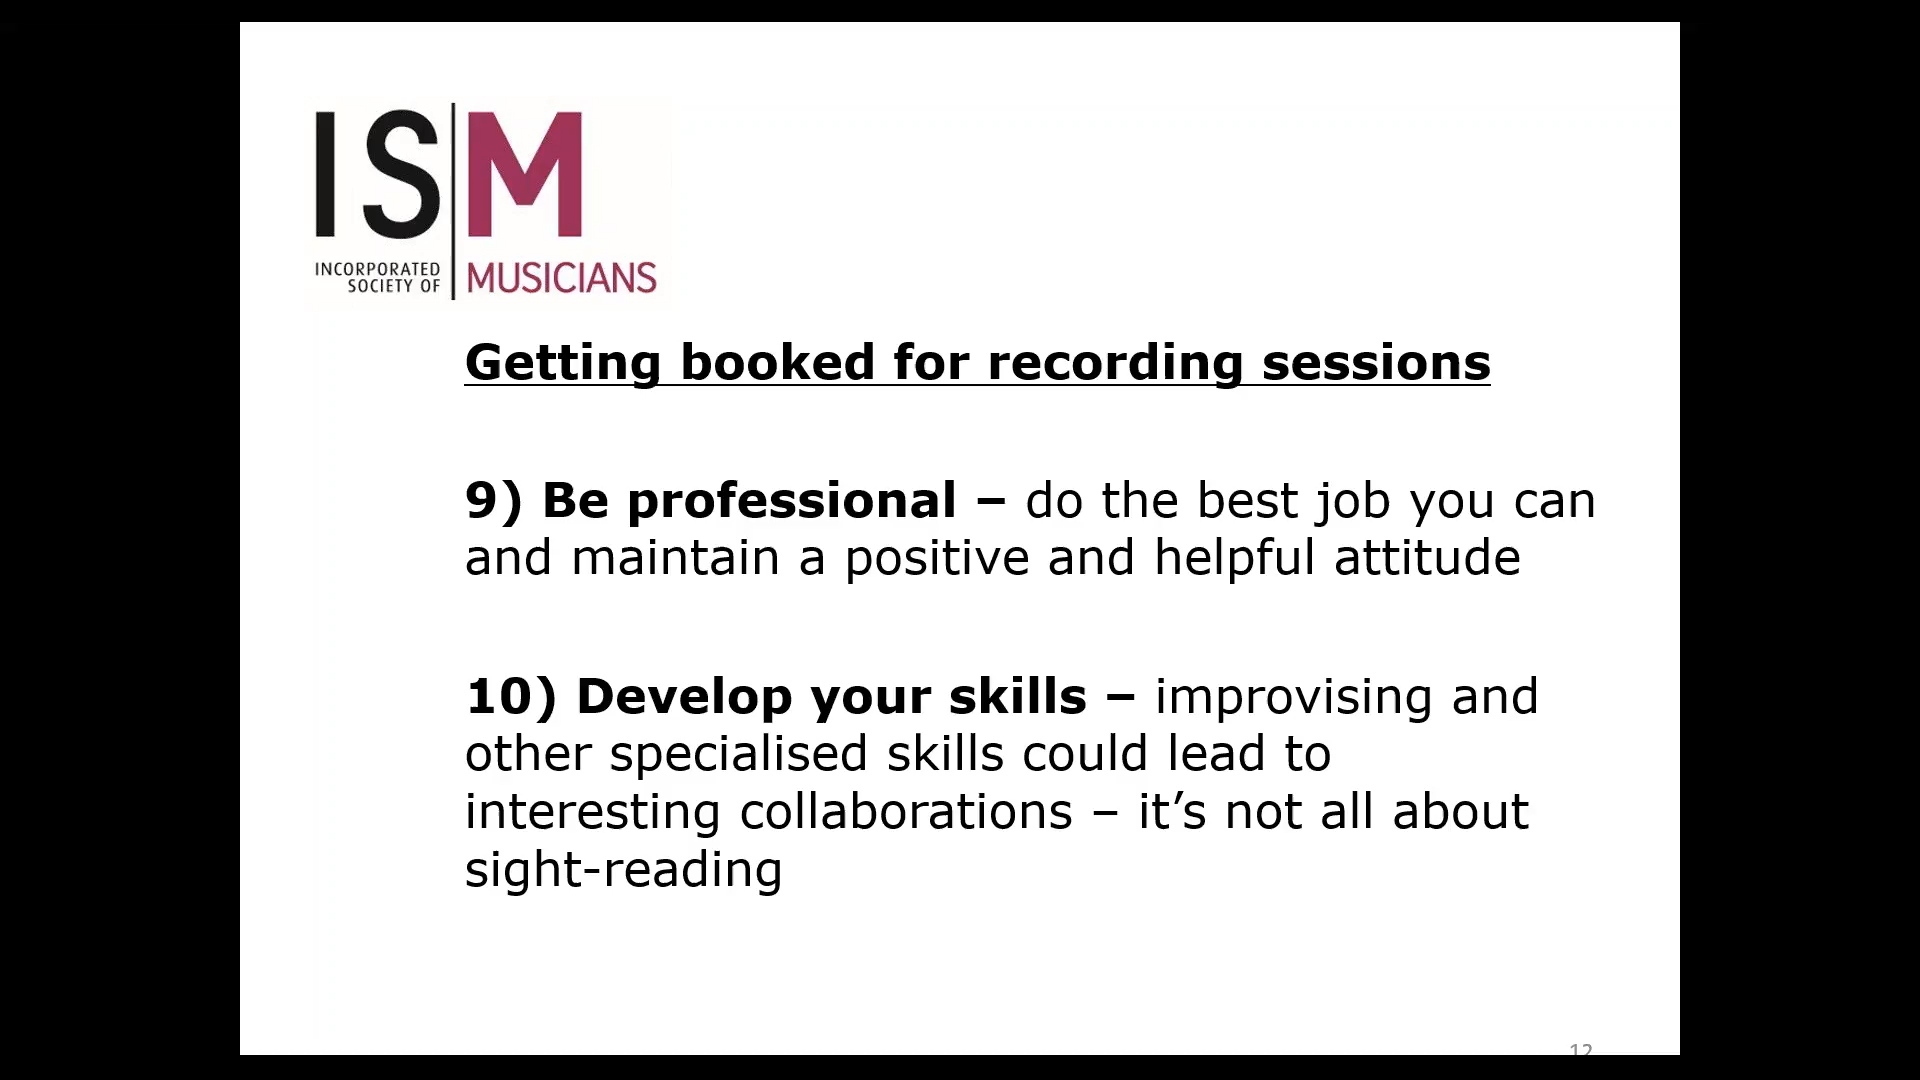 ISM
INCORPORATED
SOCIETY OF
MUSICIANS
Getting booked for recording sessions
9) Be professional – do the best job you can
and maintain a positive and helpful attitude
10) Develop your skills – improvising and
other specialised skills could lead to
interesting collaborations – it’s not all about
sight-reading
12